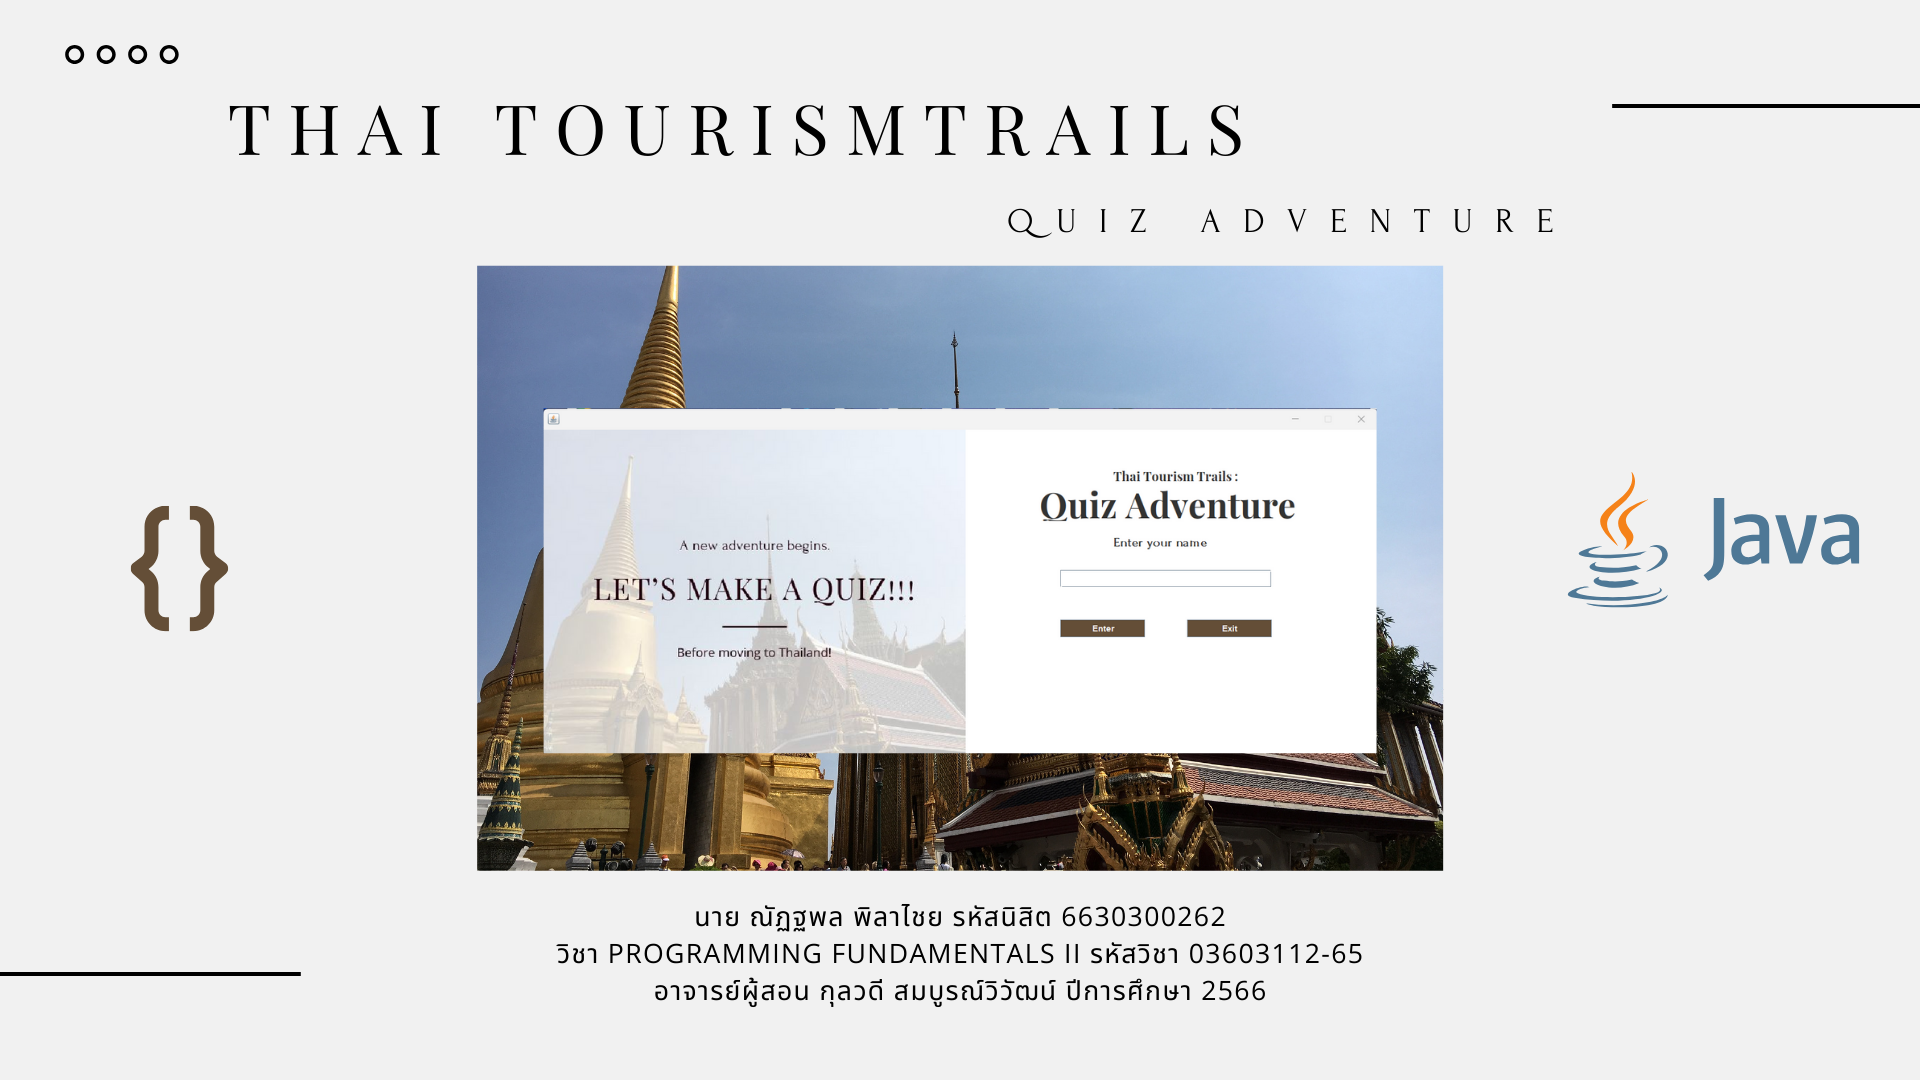 THAI TOURISMTRAILS
QUIZ ADVENTURE
A new adventure begins.
LET’S MAKE A QUIZ!!!
Before moving to Thailand!
Thai Tourism Trails :
Quiz Adventure
Enter your name
Enter
Exit
{}
Java
นาย ณัฏฐพล พิลาไชย รหัสนิสิต 6630300262
วิชา PROGRAMMING FUNDAMENTALS II รหัสวิชา 03603112-65
อาจารย์ผู้สอน กุลวดี สมบูรณ์วิวัฒน์ ปีการศึกษา 2566